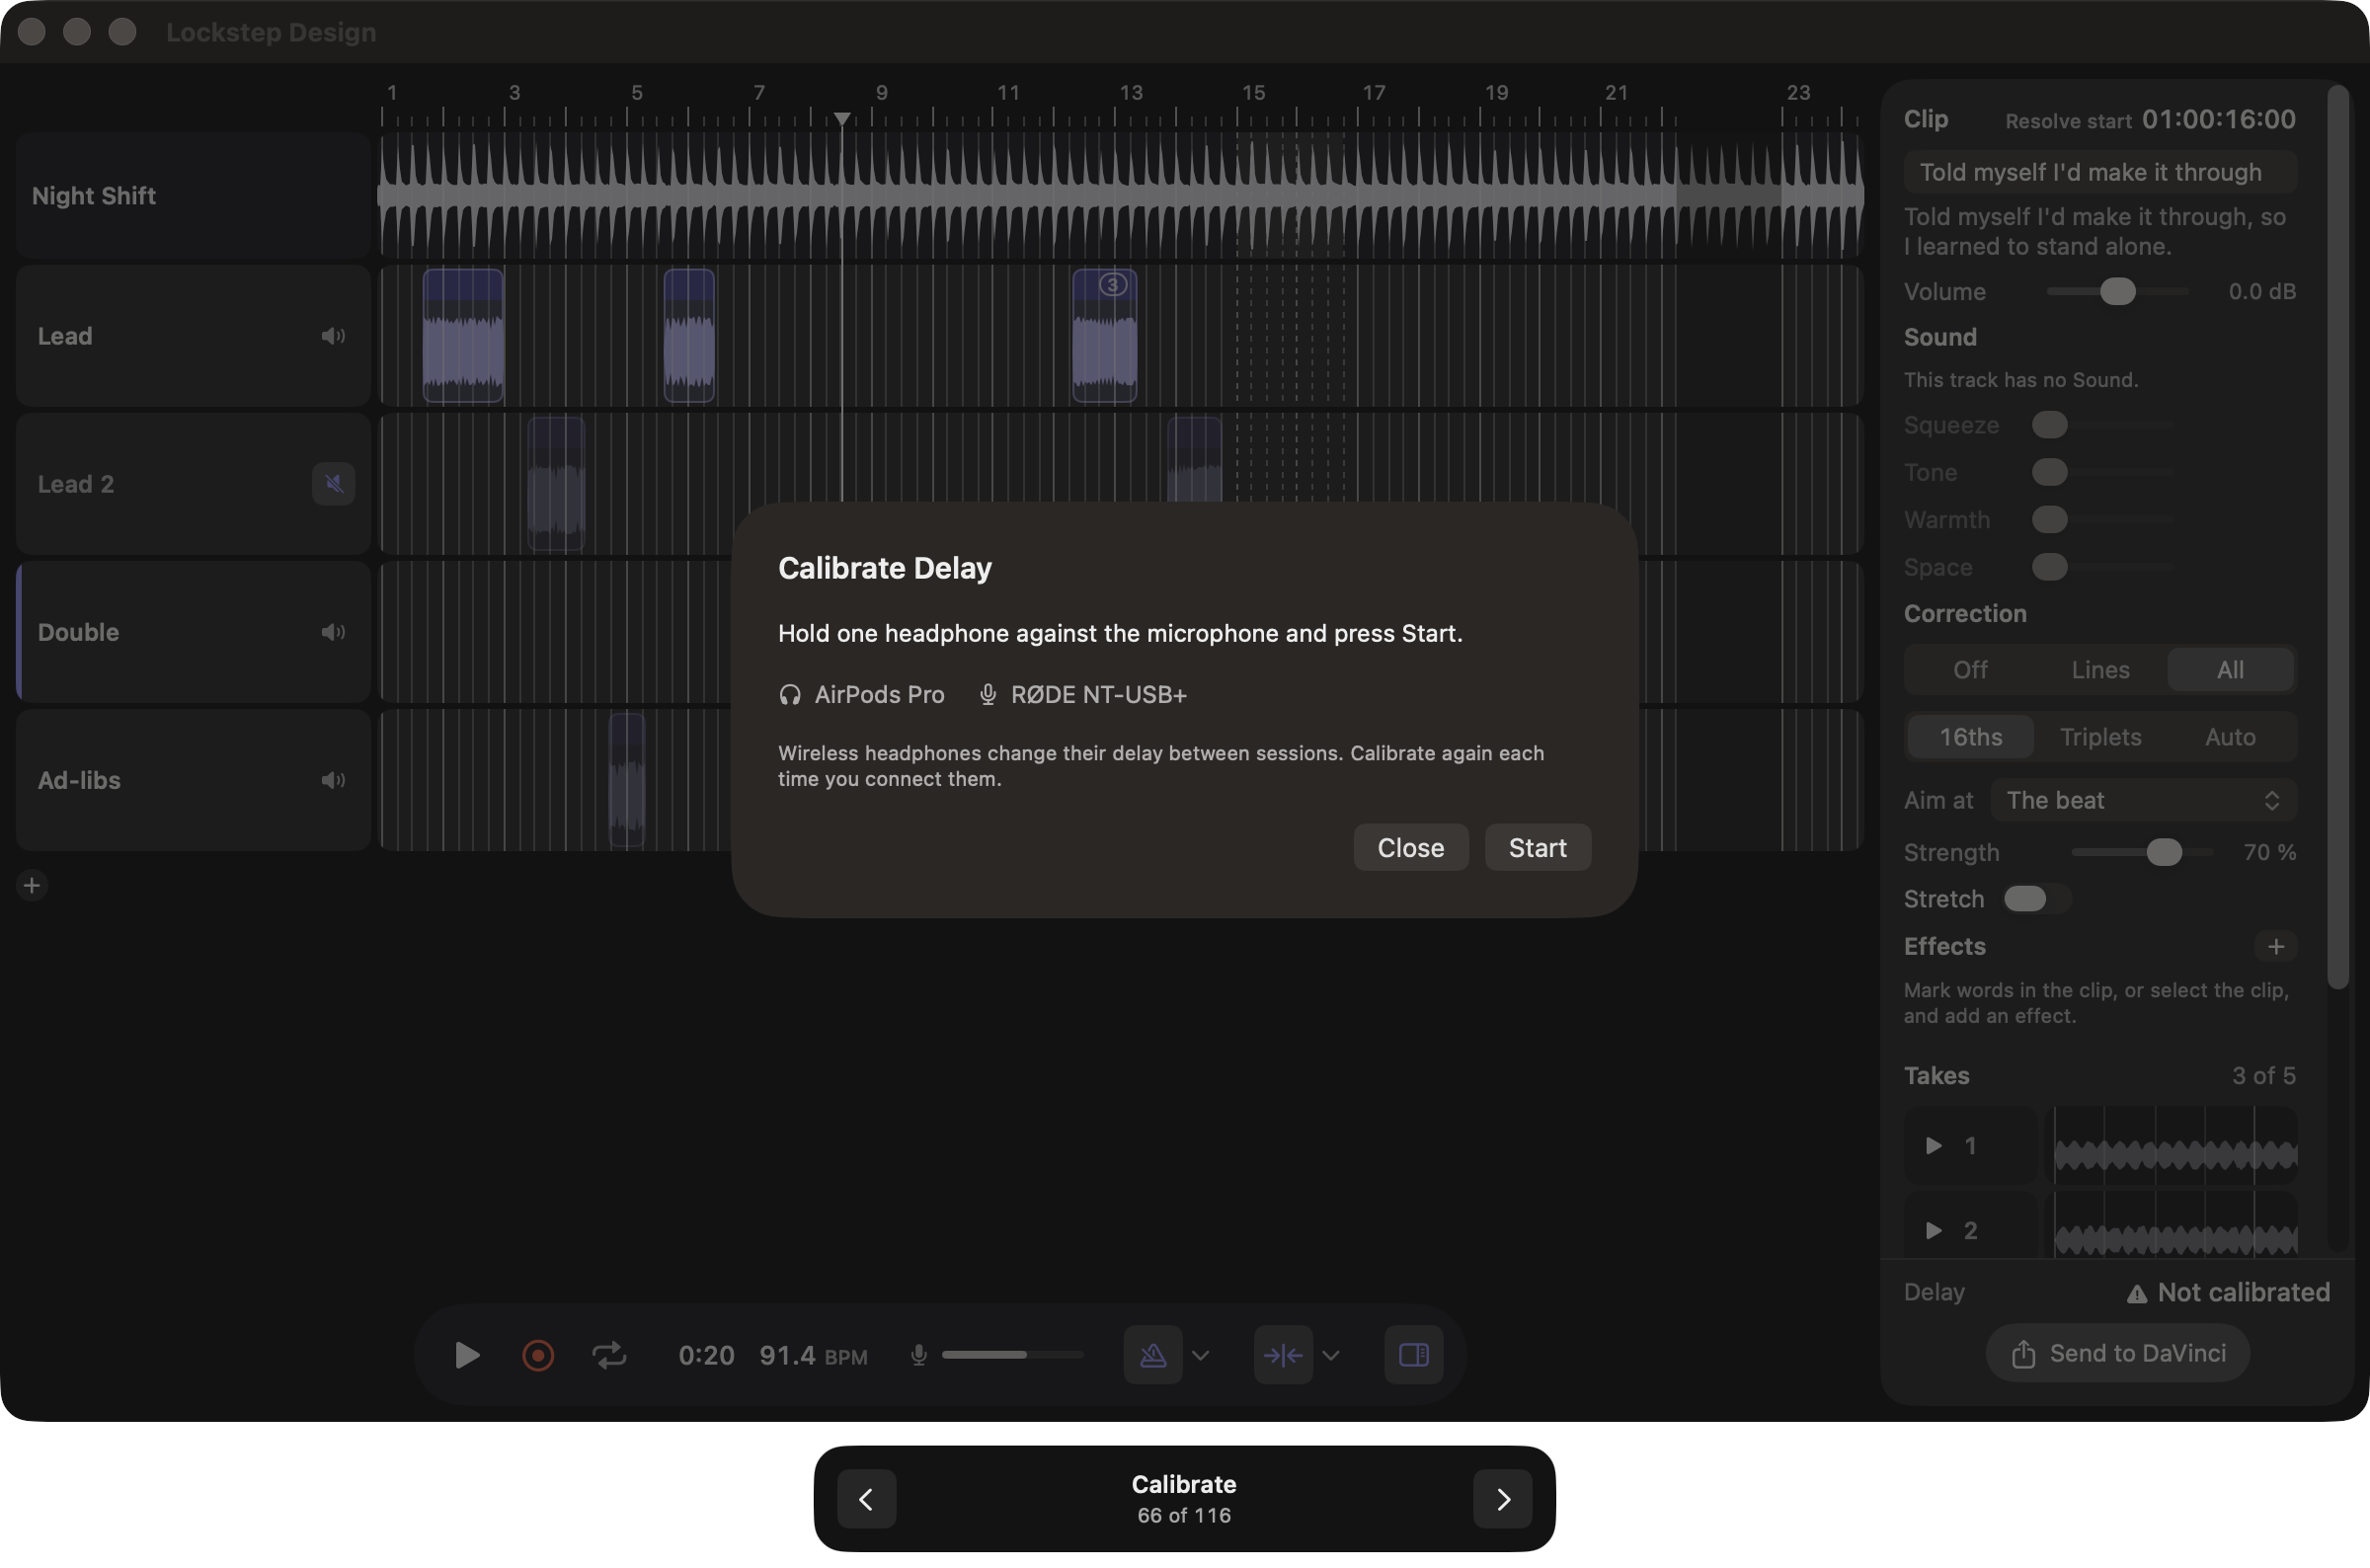 Lockstep Design
1 3 5 7 9 11 13 15 17 19 21 23
Night Shift
Lead
3
Lead 2
Double
Ad-libs
Calibrate Delay
Hold one headphone against the microphone and press Start.
AirPods Pro RØDE NT-USB+
Wireless headphones change their delay between sessions. Calibrate again each
time you connect them.
Close Start
Clip Resolve start 01:00:16:00
Told myself I'd make it through
Told myself I'd make it through, so
I learned to stand alone.
Volume 0.0 dB
Sound
This track has no Sound.
Squeeze
Tone
Warmth
Space
Correction
Off Lines All
16ths Triplets Auto
Aim at The beat
Strength 70 %
Stretch
Effects
Mark words in the clip, or select the clip,
and add an effect.
Takes 3 of 5
1
2
Delay Not calibrated
Send to DaVinci
0:20 91.4 BPM
Calibrate
66 of 116